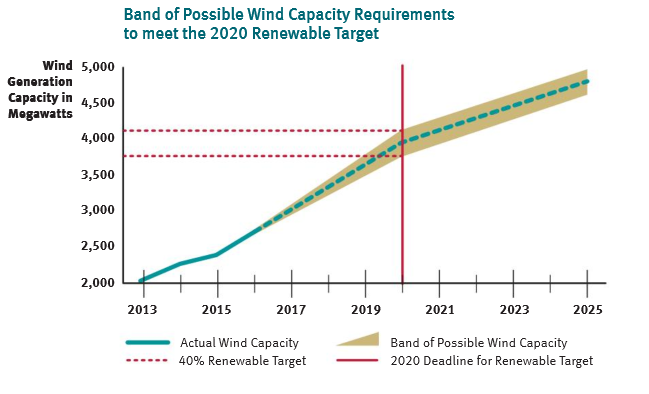 Band of Possible Wind Capacity Requirements
to meet the 2020 Renewable Target
Wind
Generation
Capacity in
Megawatts
5,000
4,500
4,000
3,500
3,000
2,500
2,000
2013 2015 2017 2019 2021 2023 2025
Actual Wind Capacity
Band of Possible Wind Capacity
40% Renewable Target
2020 Deadline for Renewable Target